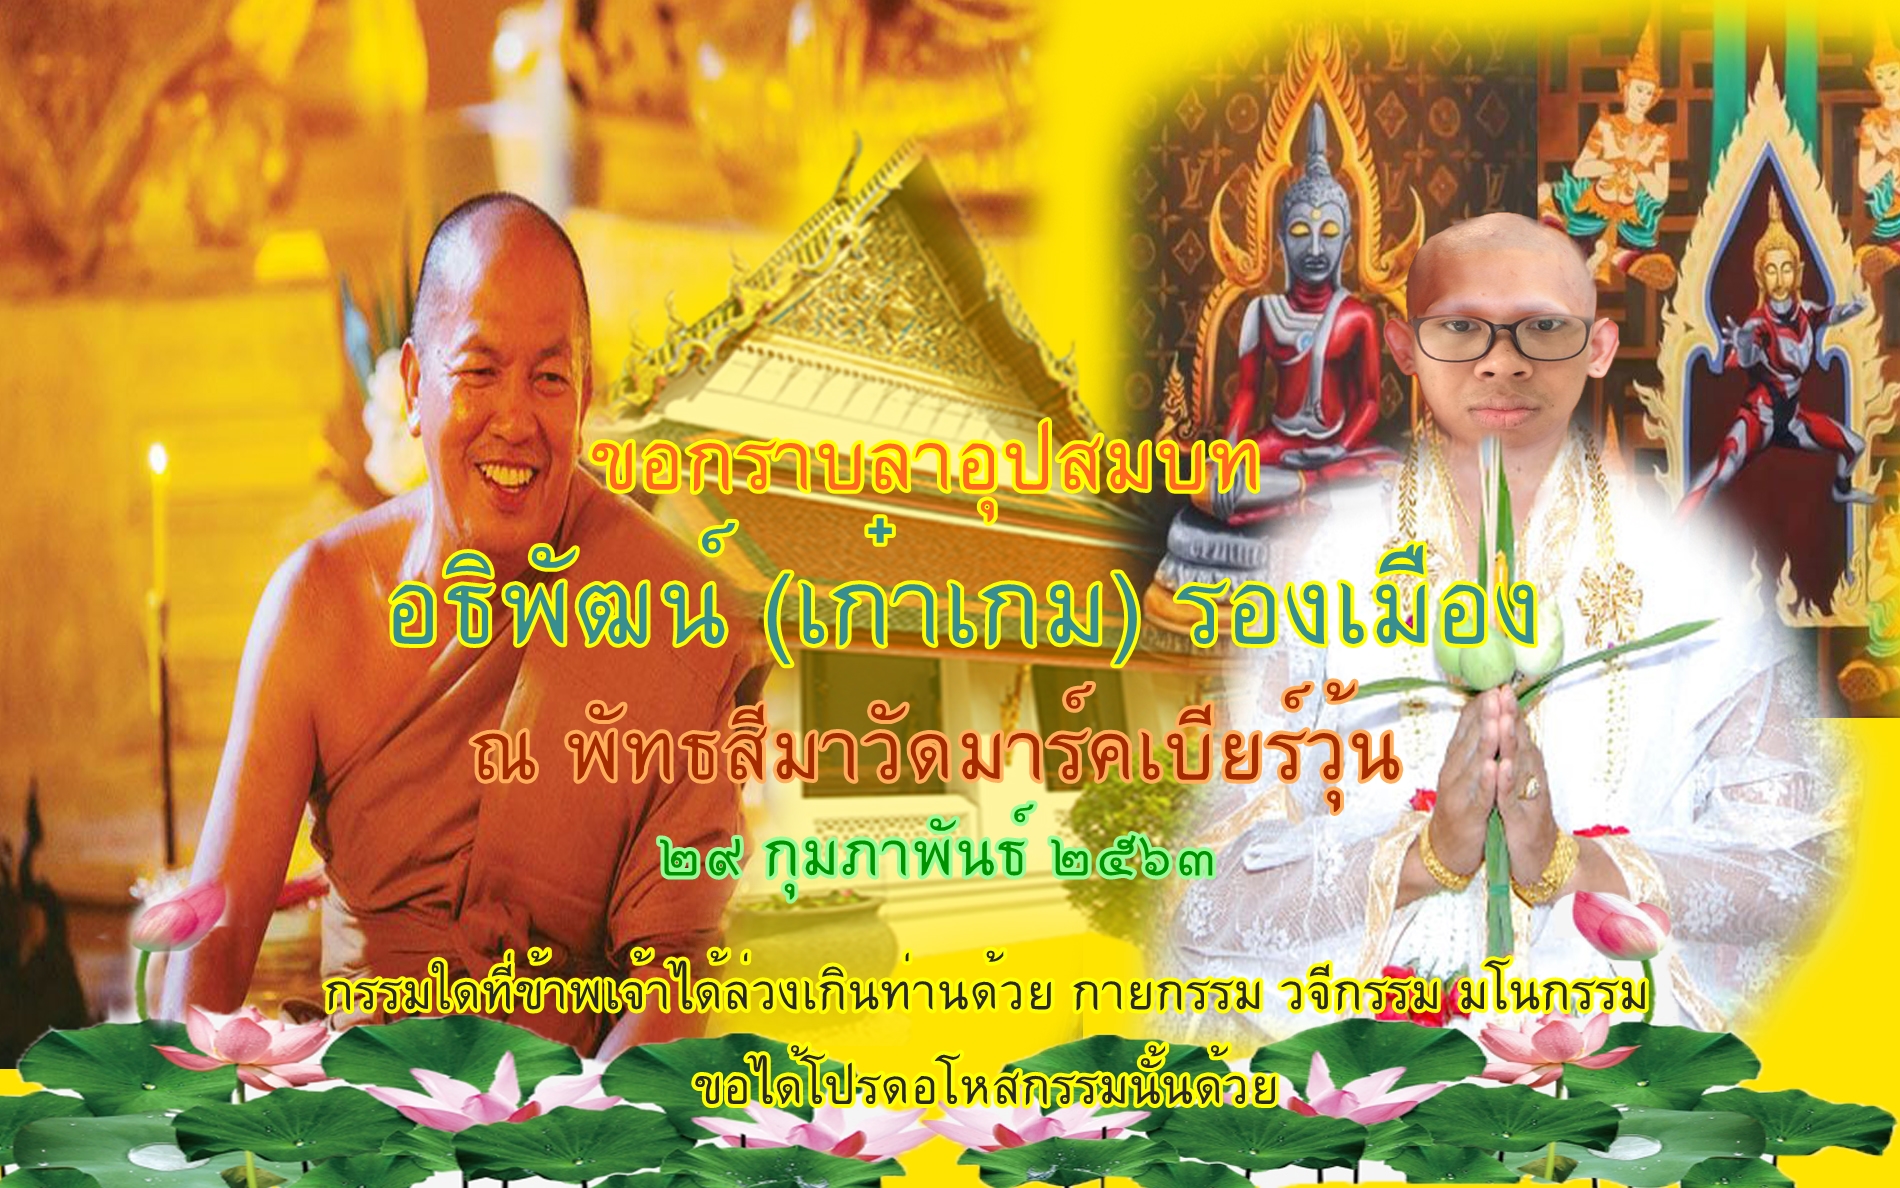 ขอกราบลาอุปสมบท
อธิพัฒน์ (เก๋าเกม) รองเมือง
ณ พัทธสีมาวัดมาร์คเบียร์วุ้น
๒๙ กุมภาพันธ์ ๒๕๖๓
กรรมใดที่ข้าพเจ้าได้ล่วงเกินท่านด้วย กายกรรม วจีกรรม มโนกรรม
ขอได้โปรดอโหสกรรมนั้นด้วย